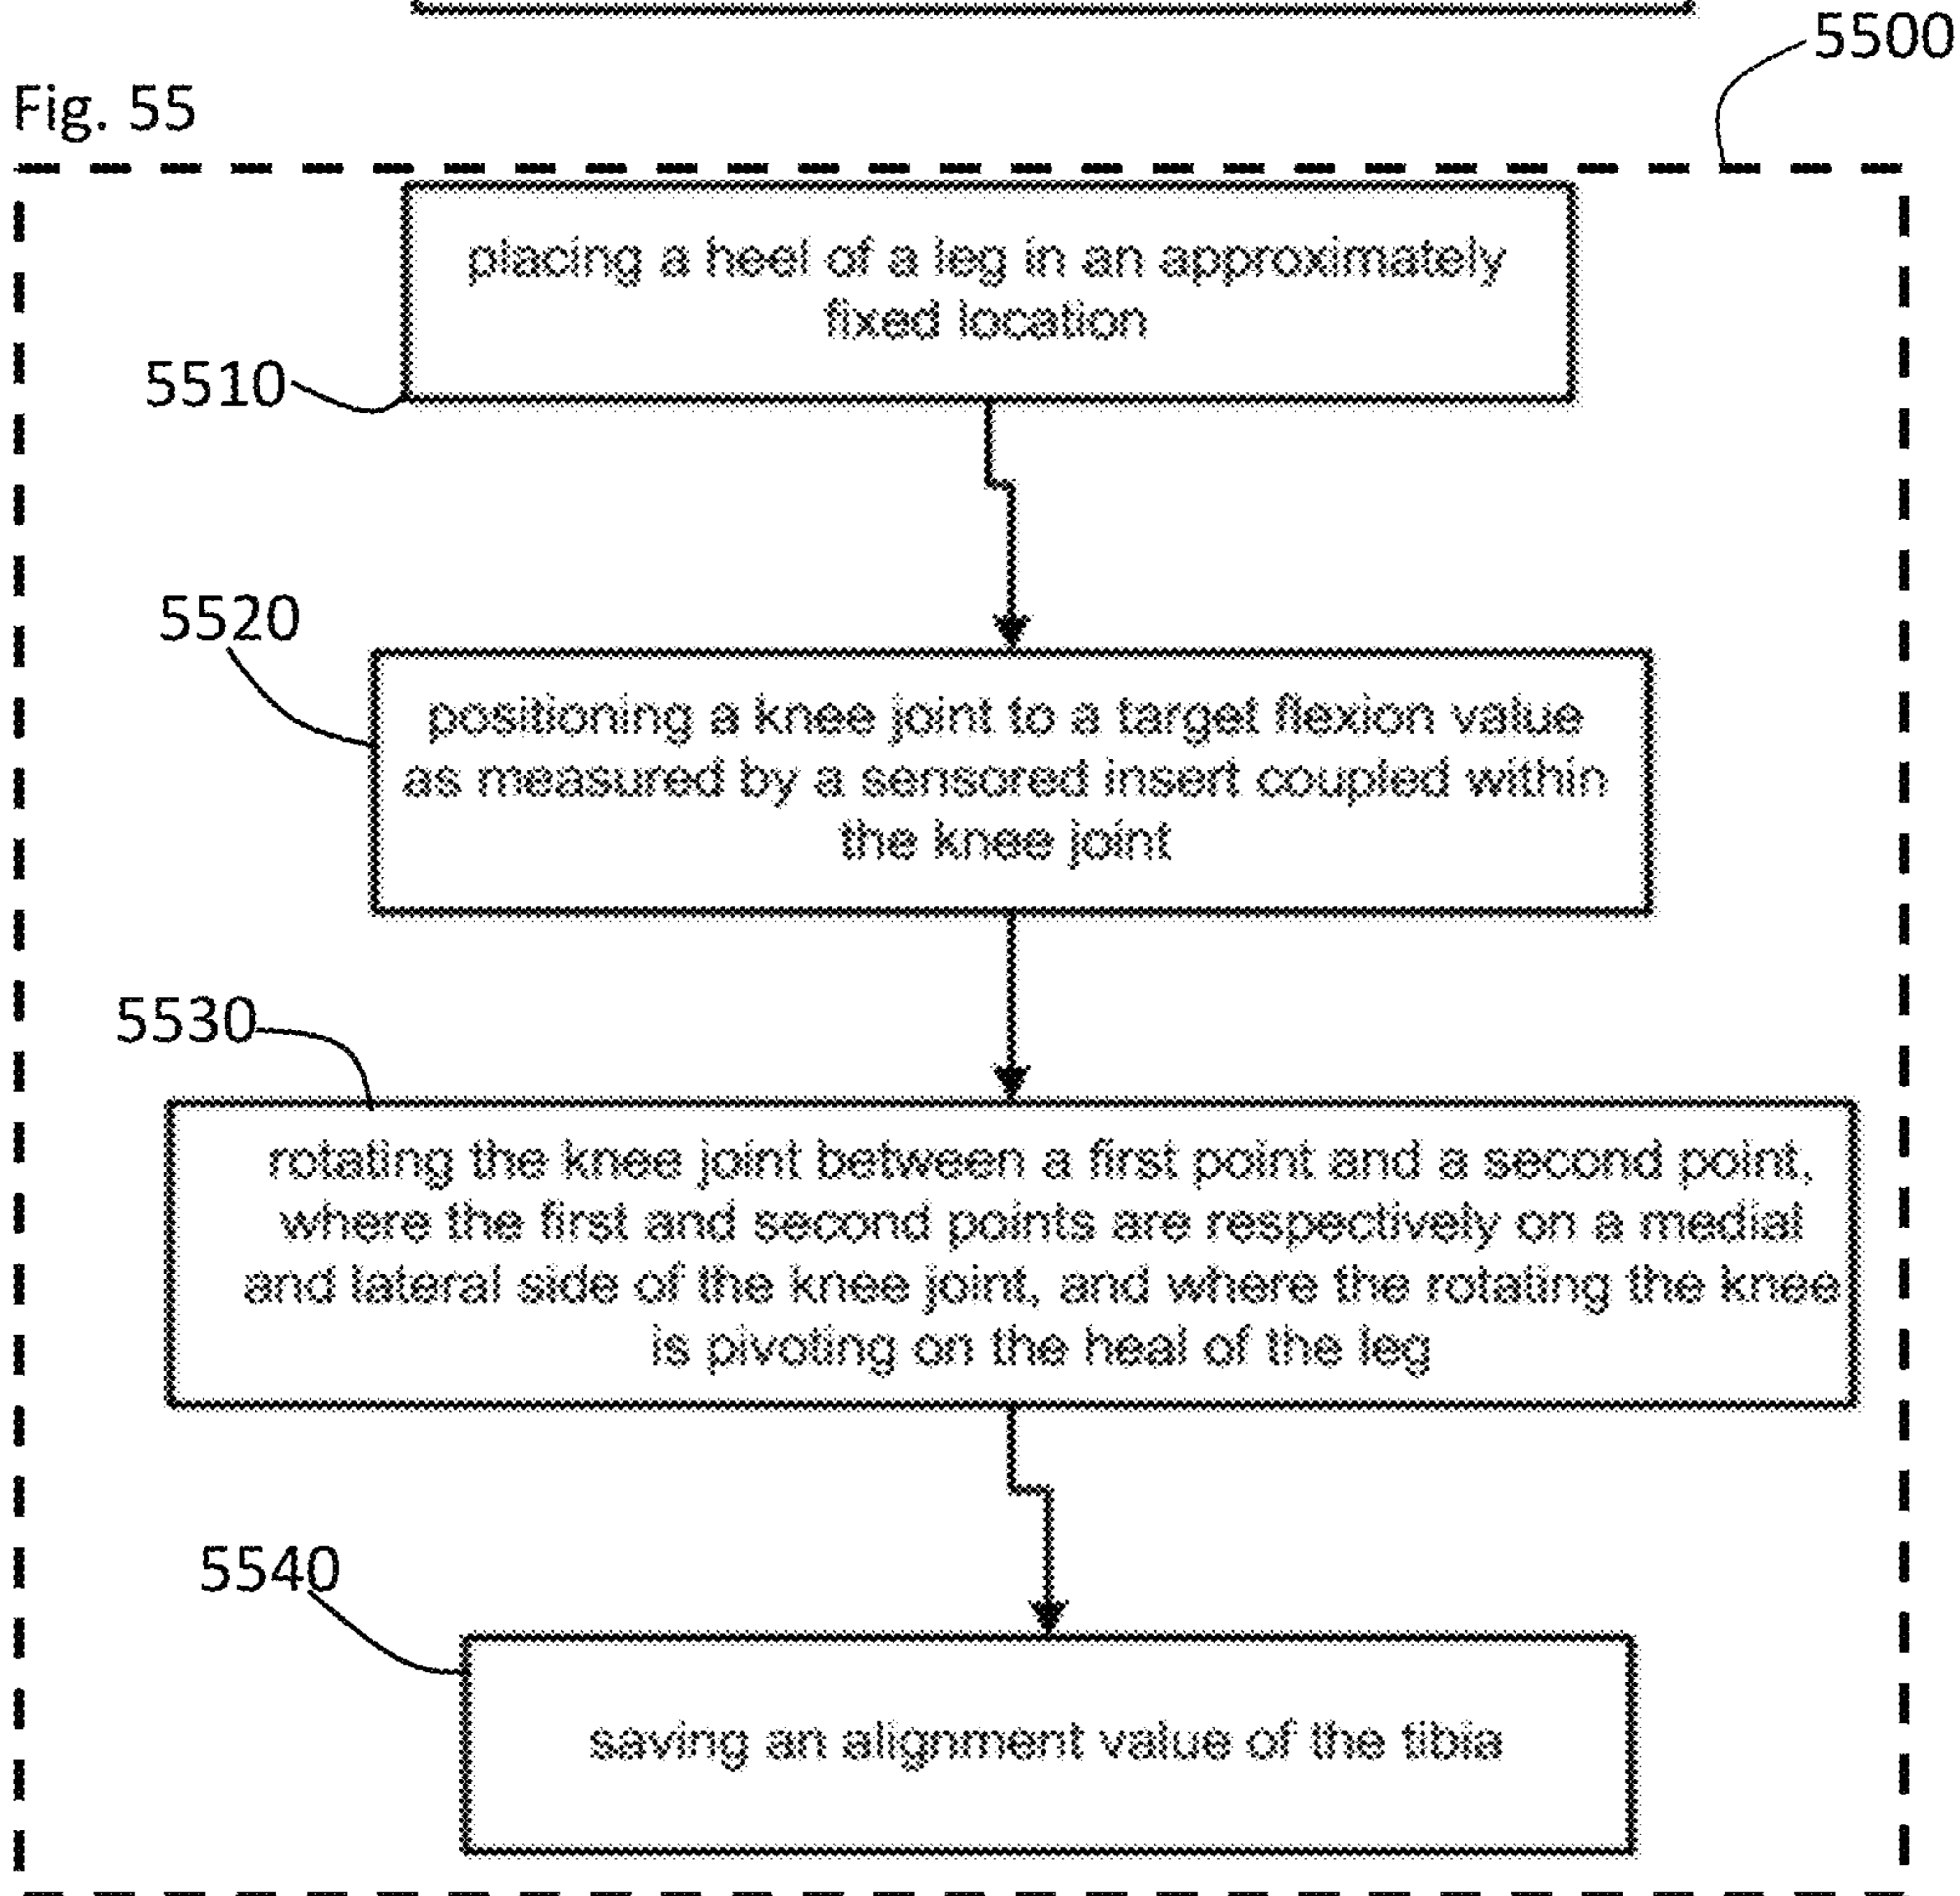 5500
Fig. 55
placing a heel of a leg in an approximately
fixed location
5510
5520
positioning a knee joint to a target flexion value
as measured by a sensored insert coupled within
the knee joint
5530
rotating the knee joint between a first point and a second point,
where the first and second points are respectively on a medial
and lateral side of the knee joint, and where the rotating the knee
is pivoting on the heal of the leg
5540
saving an alignment value of the tibia